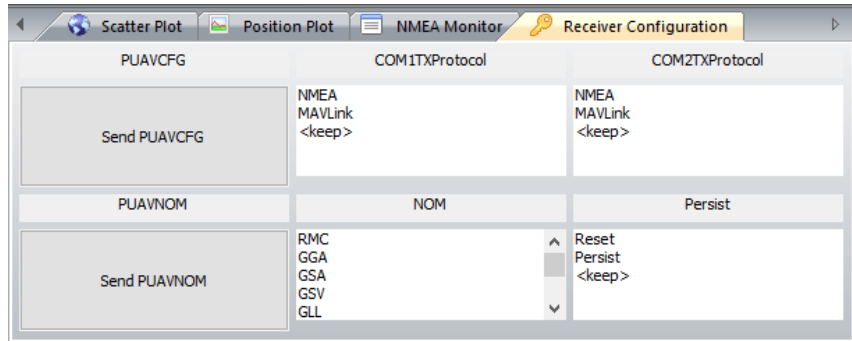 Scatter Plot Position Plot NMEA Monitor Receiver Configuration
PUAVCFG COM1TXProtocol COM2TXProtocol
Send PUAVCFG
NMEA
MAVLink
<keep>
NMEA
MAVLink
<keep>
PUAVNOM NOM Persist
Send PUAVNOM
RMC
GGA
GSA
GSV
GLL
Reset
Persist
<keep>